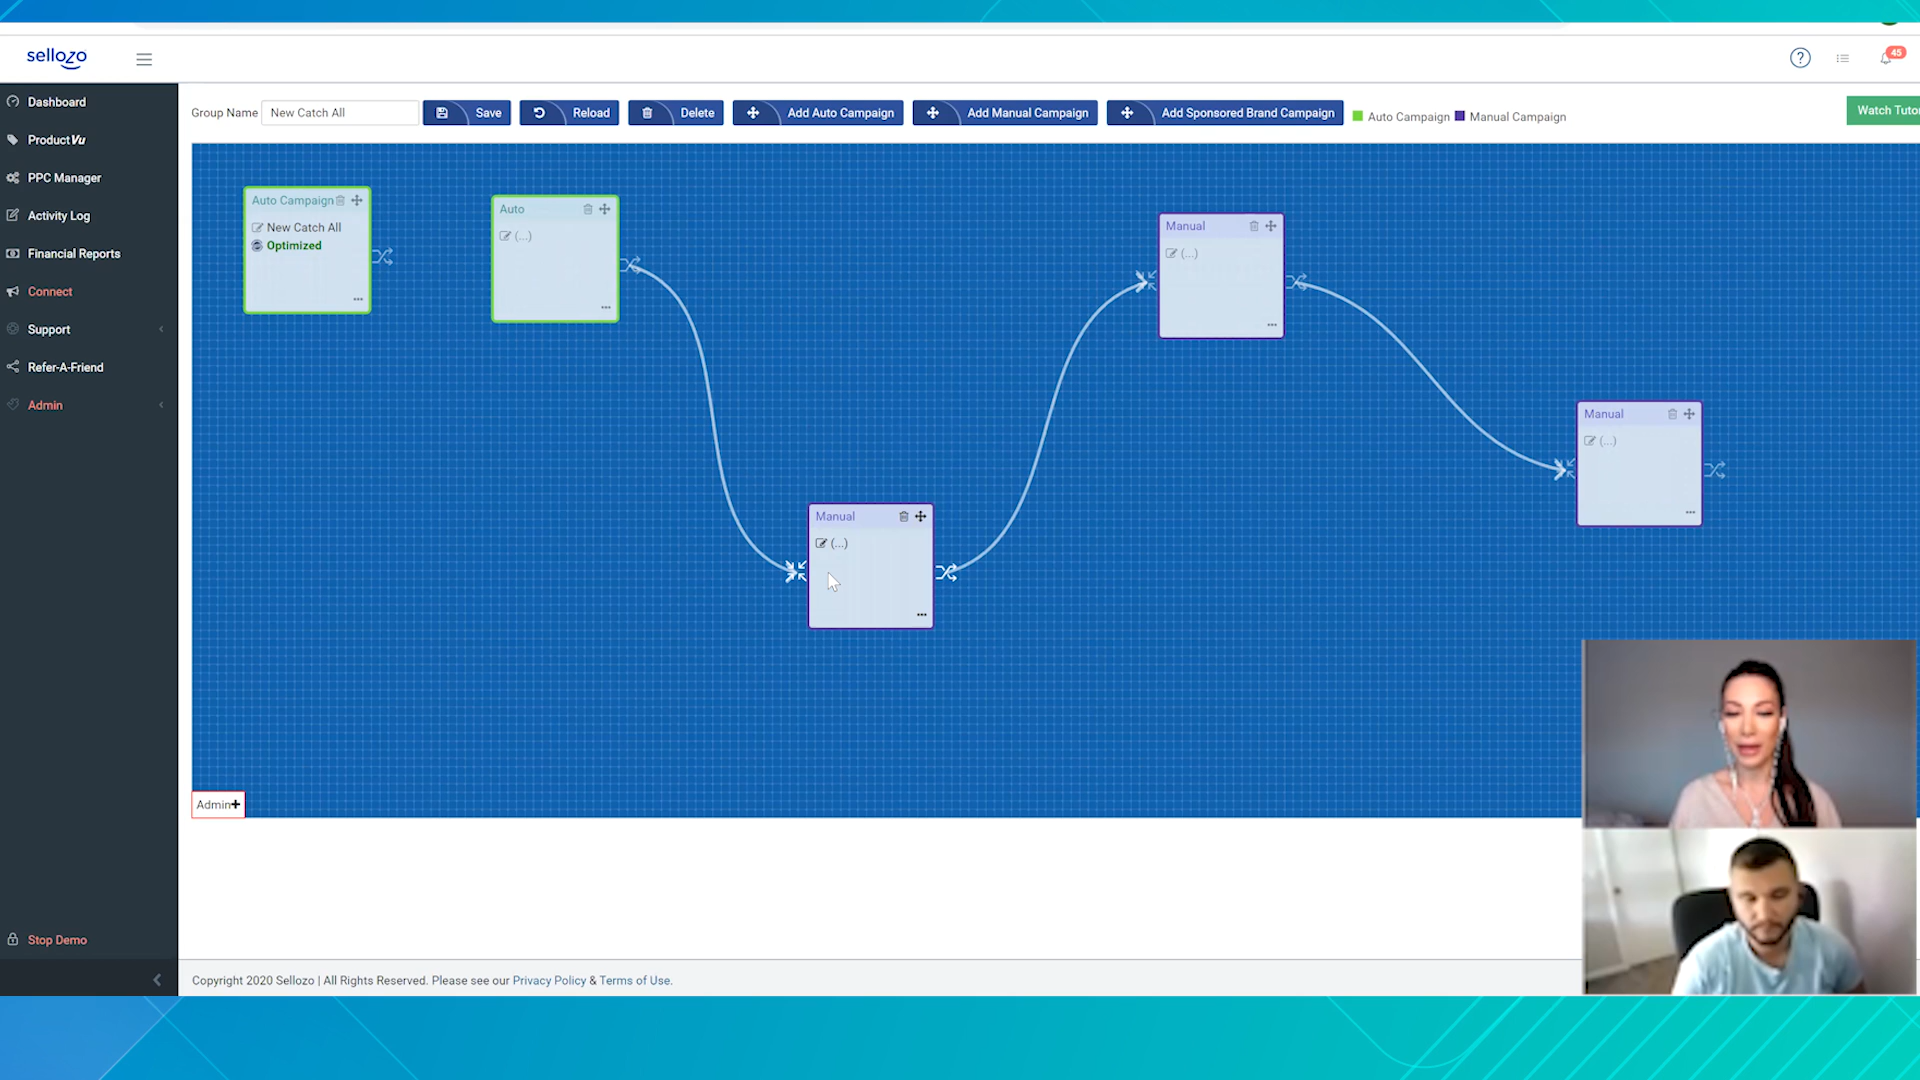 sellozo
45
Dashboard
ProductVu
PPC Manager
Activity Log
Financial Reports
Connect
Support
Refer-A-Friend
Admin
Stop Demo
Group Name New Catch All Save Reload Delete Add Auto Campaign Add Manual Campaign Add Sponsored Brand Campaign Auto Campaign Manual Campaign Watch Tutor
Auto Campaign
New Catch All
Optimized
...
Auto
(...)
...
Manual
(...)
...
Manual
(...)
...
Manual
(...)
...
Admin+
Copyright 2020 Sellozo | All Rights Reserved. Please see our Privacy Policy & Terms of Use.